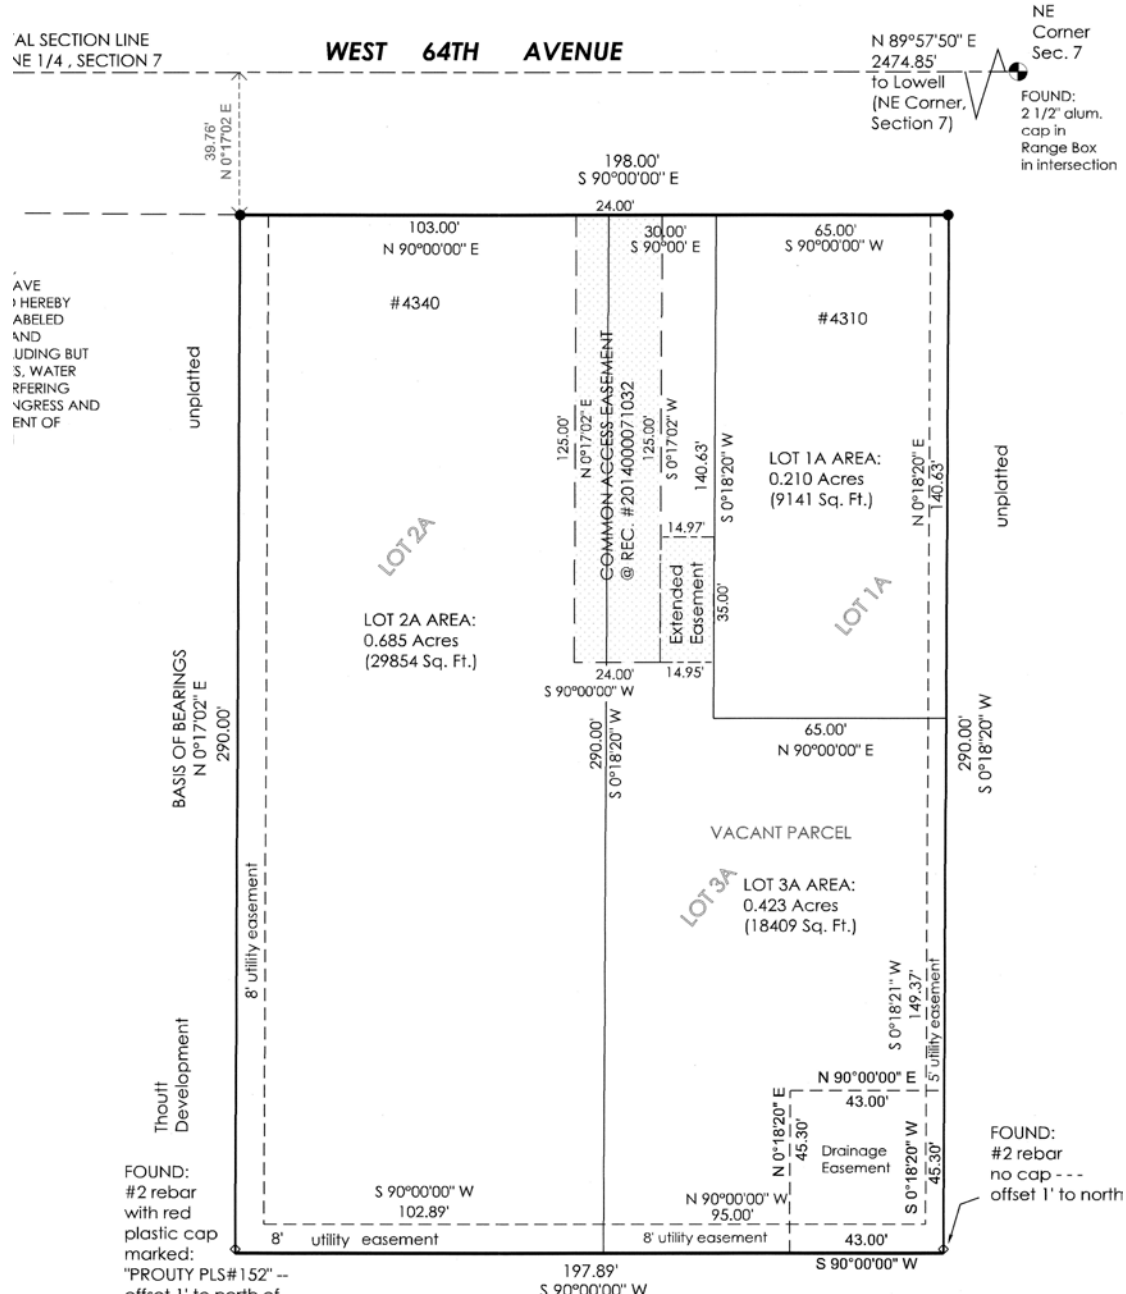 AL SECTION LINE
NE 1/4 , SECTION 7
WEST 64TH AVENUE
N 89°57'50" E
2474.85'
to Lowell
(NE Corner,
Section 7)
NE
Corner
Sec. 7
FOUND:
2 1/2" alum.
cap in
Range Box
in intersection
39.76'
N 0°17'02 E
198.00'
S 90°00'00" E
24.00'
103.00'
N 90°00'00" E
30.00'
S 90°00' E
65.00'
S 90°00'00" W
#4340
#4310
AVE
HEREBY
ABELED
AND
UDING BUT
S, WATER
RFERING
NGRESS AND
ENT OF
unplatted
125.00'
N 0°17'02" E
COMMON ACCESS EASEMENT
@ REC. #2014000071032
125.00'
S 0°17'02" W
140.63'
S 0°18'20" W
LOT 1A AREA:
0.210 Acres
(9141 Sq. Ft.)
N 0°18'20" E
140.63'
unplatted
LOT 2A
14.97'
Extended
Easement
35.00'
LOT 1A
LOT 2A AREA:
0.685 Acres
(29854 Sq. Ft.)
24.00'
S 90°00'00" W
14.95'
BASIS OF BEARINGS
N 0°17'02" E
290.00'
290.00'
S 0°18'20" W
65.00'
N 90°00'00" E
290.00'
S 0°18'20" W
VACANT PARCEL
LOT 3A
LOT 3A AREA:
0.423 Acres
(18409 Sq. Ft.)
8' utility easement
S 0°18'21" W
149.37'
5' utility easement
Thoutt
Development
N 90°00'00" E
43.00'
N 0°18'20" E
45.30'
Drainage
Easement
S 0°18'20" W
45.30'
FOUND:
#2 rebar
no cap ---
offset 1' to north
FOUND:
#2 rebar
with red
plastic cap
marked:
"PROUTY PLS#152" --
offset 1' to north of
S 90°00'00" W
102.89'
N 90°00'00" W
95.00'
8' utility easement
8' utility easement
43.00'
S 90°00'00" W
197.89'
S 90°00'00" W